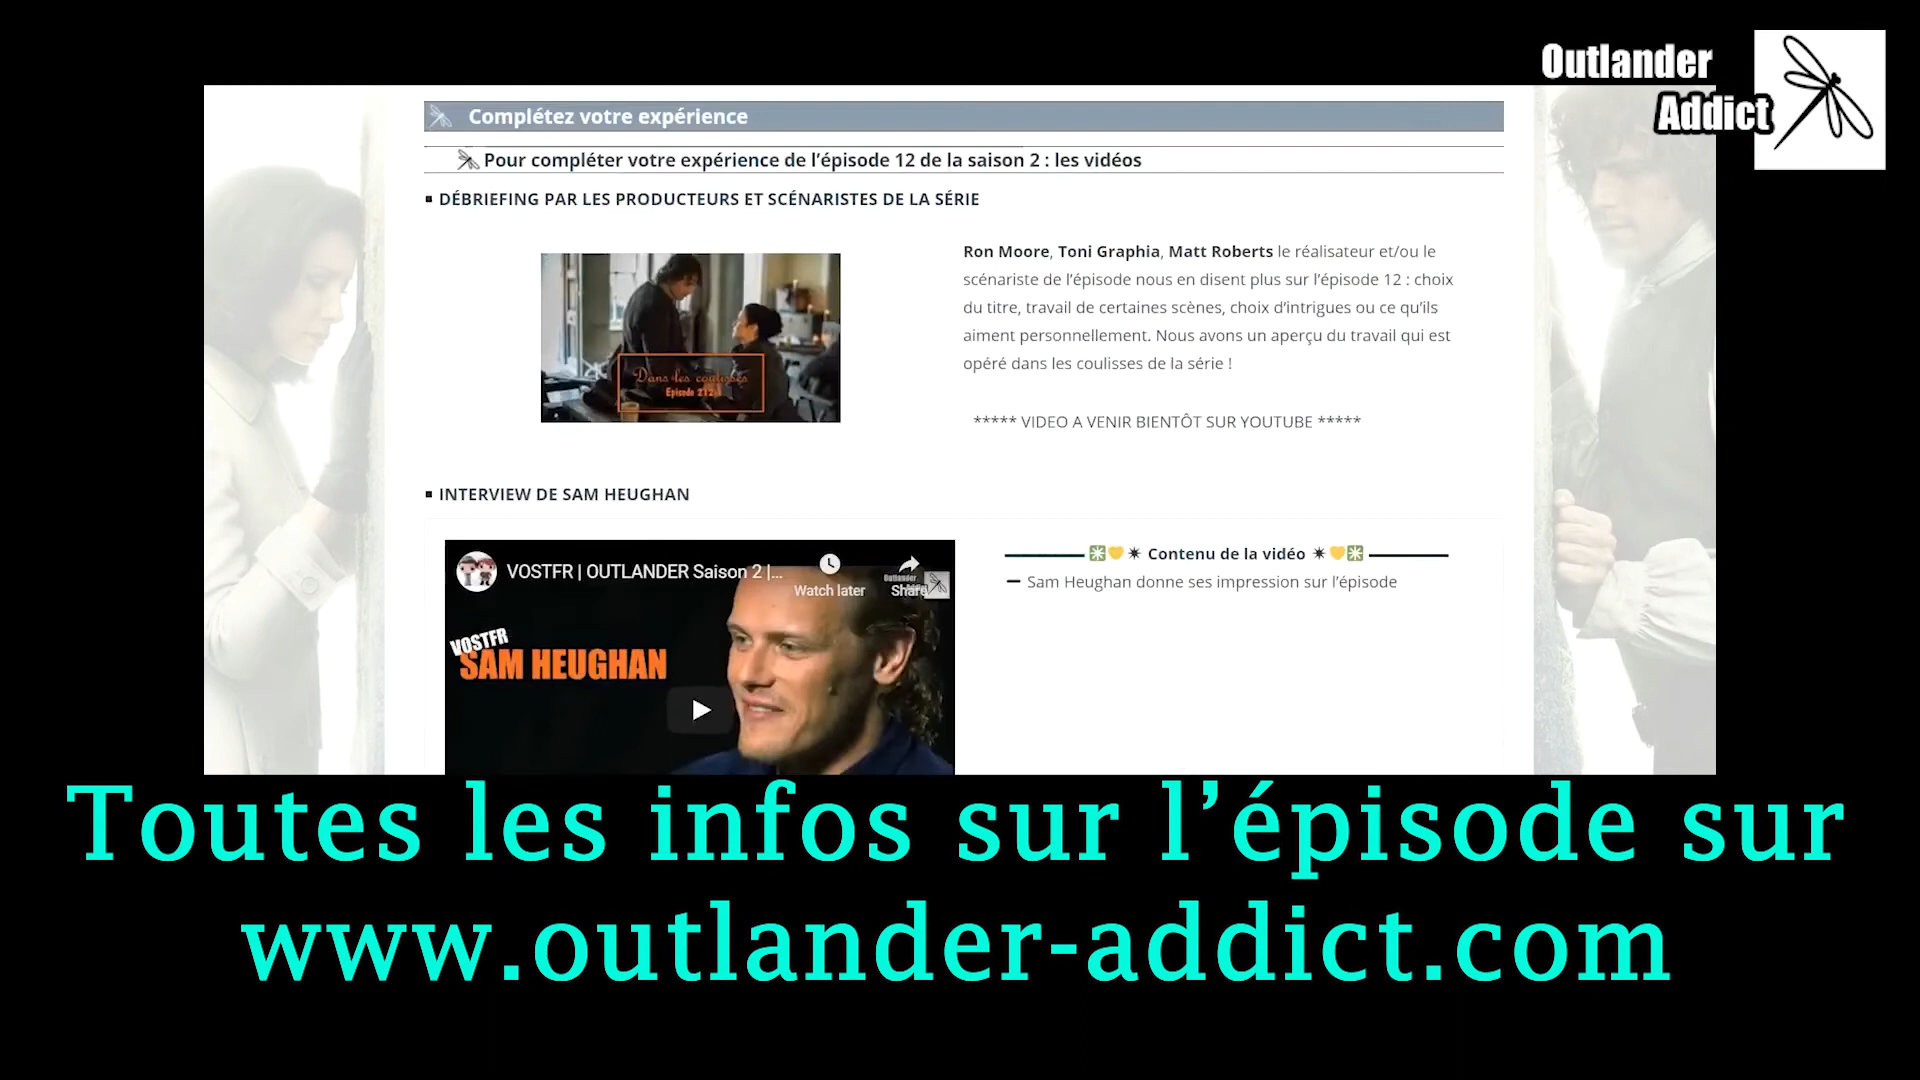 Outlander
Addict
Complétez votre expérience
Pour compléter votre expérience de l’épisode 12 de la saison 2 : les vidéos
DÉBRIEFING PAR LES PRODUCTEURS ET SCÉNARISTES DE LA SÉRIE
Dans les coulisses
Episode 212
Ron Moore, Toni Graphia, Matt Roberts le réalisateur et/ou le
scénariste de l’épisode nous en disent plus sur l’épisode 12 : choix
du titre, travail de certaines scènes, choix d’intrigues ou ce qu’ils
aiment personnellement. Nous avons un aperçu du travail qui est
opéré dans les coulisses de la série !
***** VIDEO A VENIR BIENTÔT SUR YOUTUBE *****
INTERVIEW DE SAM HEUGHAN
VOSTFR | OUTLANDER Saison 2 |...
Watch later
Share
Outlander
VOSTFR
SAM HEUGHAN
Contenu de la vidéo
— Sam Heughan donne ses impression sur l’épisode
Toutes les infos sur l’épisode sur
www.outlander-addict.com